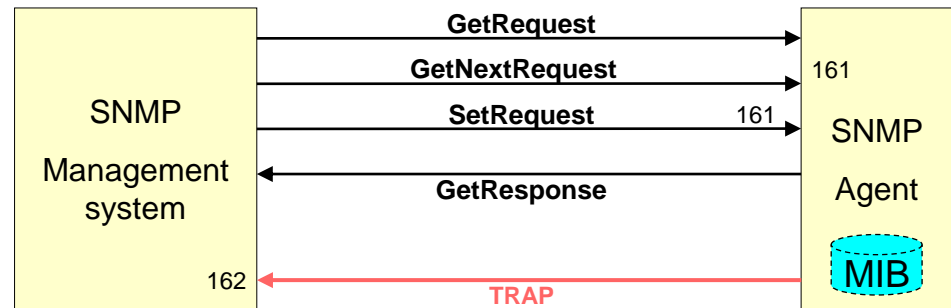 GetRequest
GetNextRequest
161
SetRequest
161
SNMP
Management
system
SNMP
Agent
GetResponse
MIB
162
TRAP